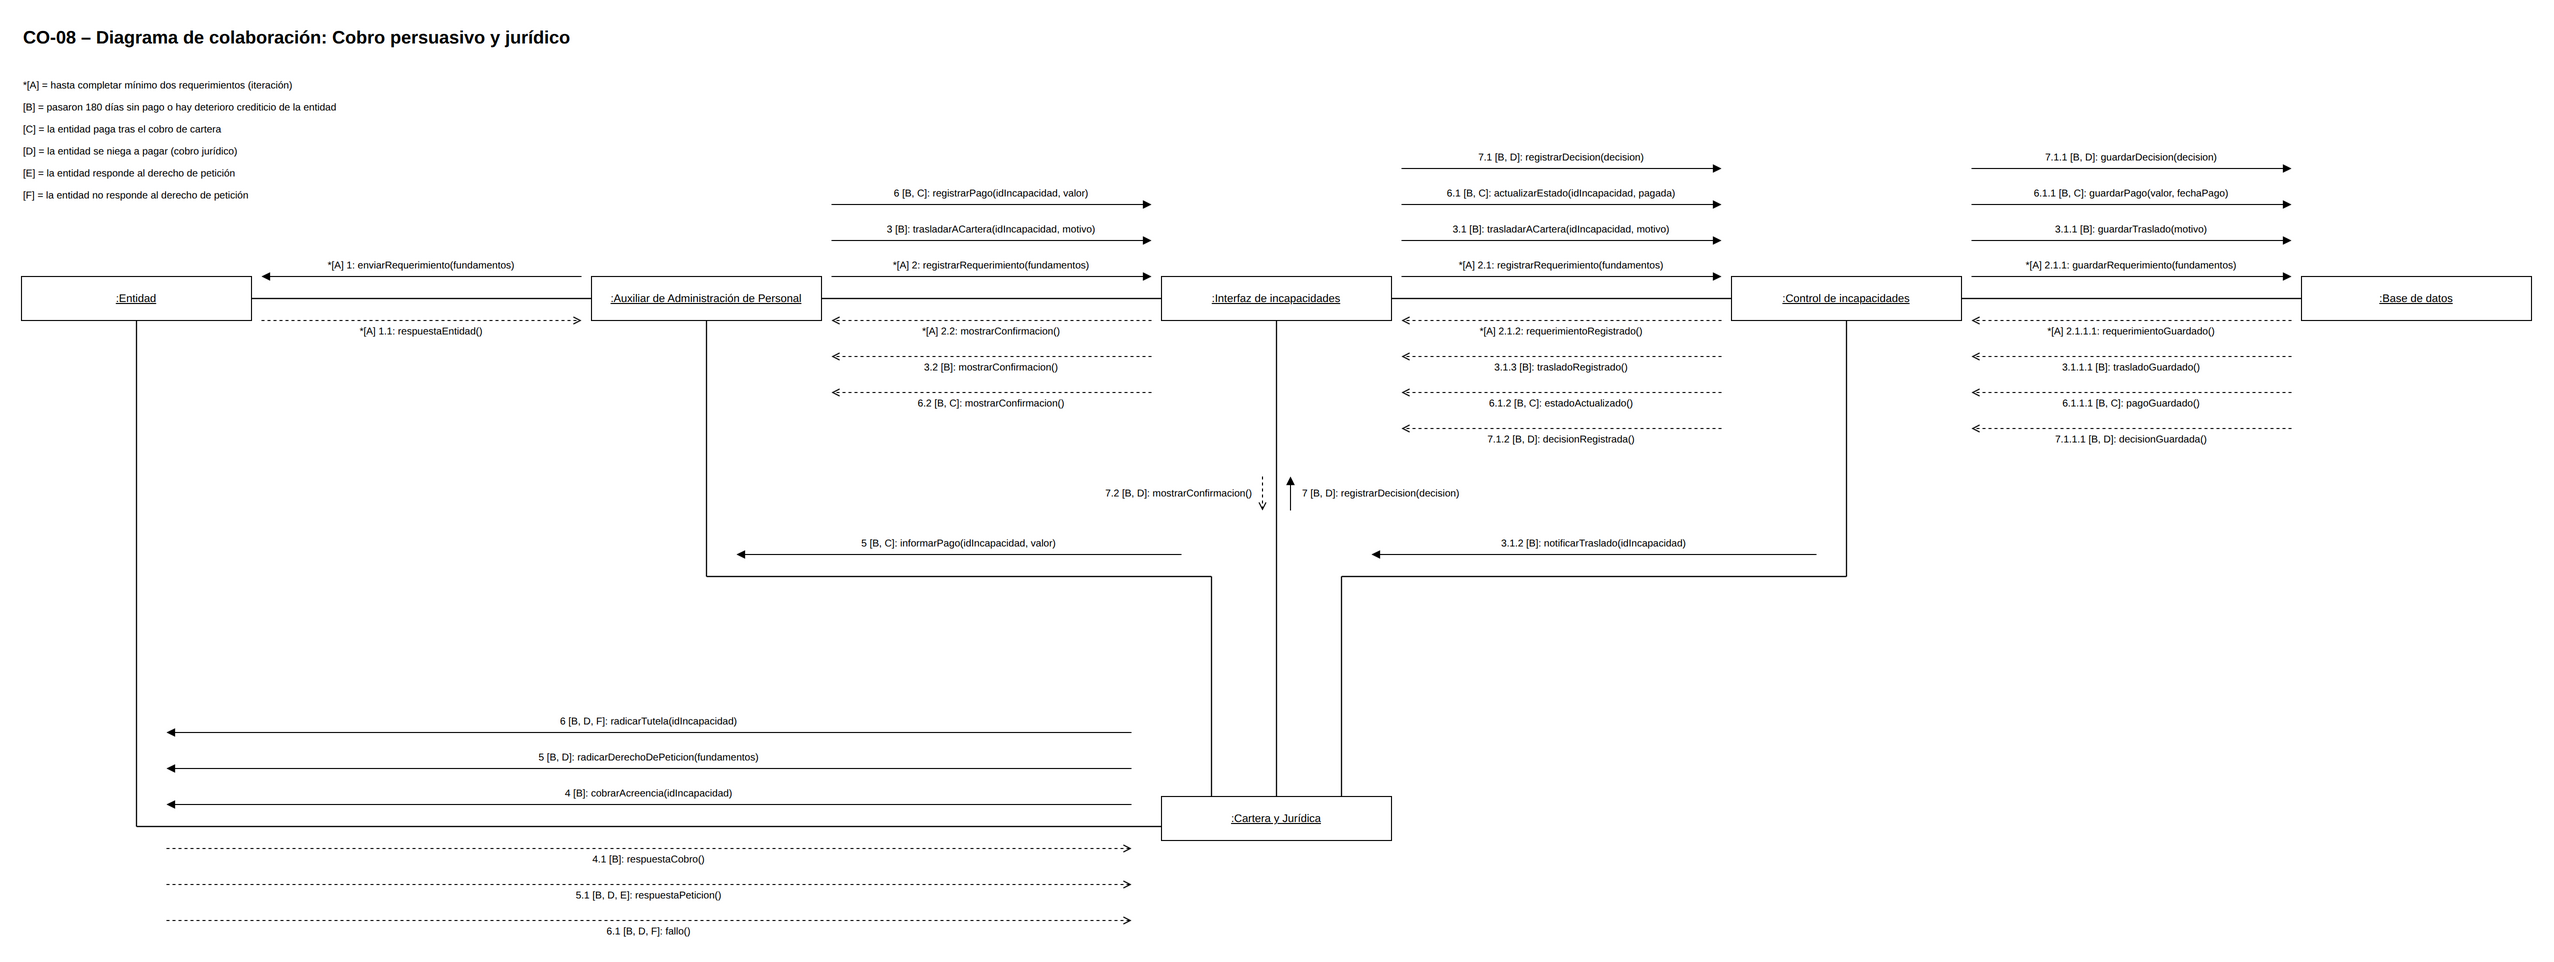 CO-08 – Diagrama de colaboración: Cobro persuasivo y jurídico
*[A] = hasta completar mínimo dos requerimientos (iteración)
[B] = pasaron 180 días sin pago o hay deterioro crediticio de la entidad
[C] = la entidad paga tras el cobro de cartera
[D] = la entidad se niega a pagar (cobro jurídico)
[E] = la entidad responde al derecho de petición
[F] = la entidad no responde al derecho de petición
7.1 [B, D]: registrarDecision(decision)
7.1.1 [B, D]: guardarDecision(decision)
6 [B, C]: registrarPago(idIncapacidad, valor)
6.1 [B, C]: actualizarEstado(idIncapacidad, pagada)
6.1.1 [B, C]: guardarPago(valor, fechaPago)
3 [B]: trasladarACartera(idIncapacidad, motivo)
3.1 [B]: trasladarACartera(idIncapacidad, motivo)
3.1.1 [B]: guardarTraslado(motivo)
*[A] 1: enviarRequerimiento(fundamentos)
*[A] 2: registrarRequerimiento(fundamentos)
*[A] 2.1: registrarRequerimiento(fundamentos)
*[A] 2.1.1: guardarRequerimiento(fundamentos)
:Entidad
:Auxiliar de Administración de Personal
:Interfaz de incapacidades
:Control de incapacidades
:Base de datos
*[A] 1.1: respuestaEntidad()
*[A] 2.2: mostrarConfirmacion()
*[A] 2.1.2: requerimientoRegistrado()
*[A] 2.1.1.1: requerimientoGuardado()
3.2 [B]: mostrarConfirmacion()
3.1.3 [B]: trasladoRegistrado()
3.1.1.1 [B]: trasladoGuardado()
6.2 [B, C]: mostrarConfirmacion()
6.1.2 [B, C]: estadoActualizado()
6.1.1.1 [B, C]: pagoGuardado()
7.1.2 [B, D]: decisionRegistrada()
7.1.1.1 [B, D]: decisionGuardada()
7.2 [B, D]: mostrarConfirmacion()
7 [B, D]: registrarDecision(decision)
5 [B, C]: informarPago(idIncapacidad, valor)
3.1.2 [B]: notificarTraslado(idIncapacidad)
6 [B, D, F]: radicarTutela(idIncapacidad)
5 [B, D]: radicarDerechoDePeticion(fundamentos)
4 [B]: cobrarAcreencia(idIncapacidad)
:Cartera y Jurídica
4.1 [B]: respuestaCobro()
5.1 [B, D, E]: respuestaPeticion()
6.1 [B, D, F]: fallo()